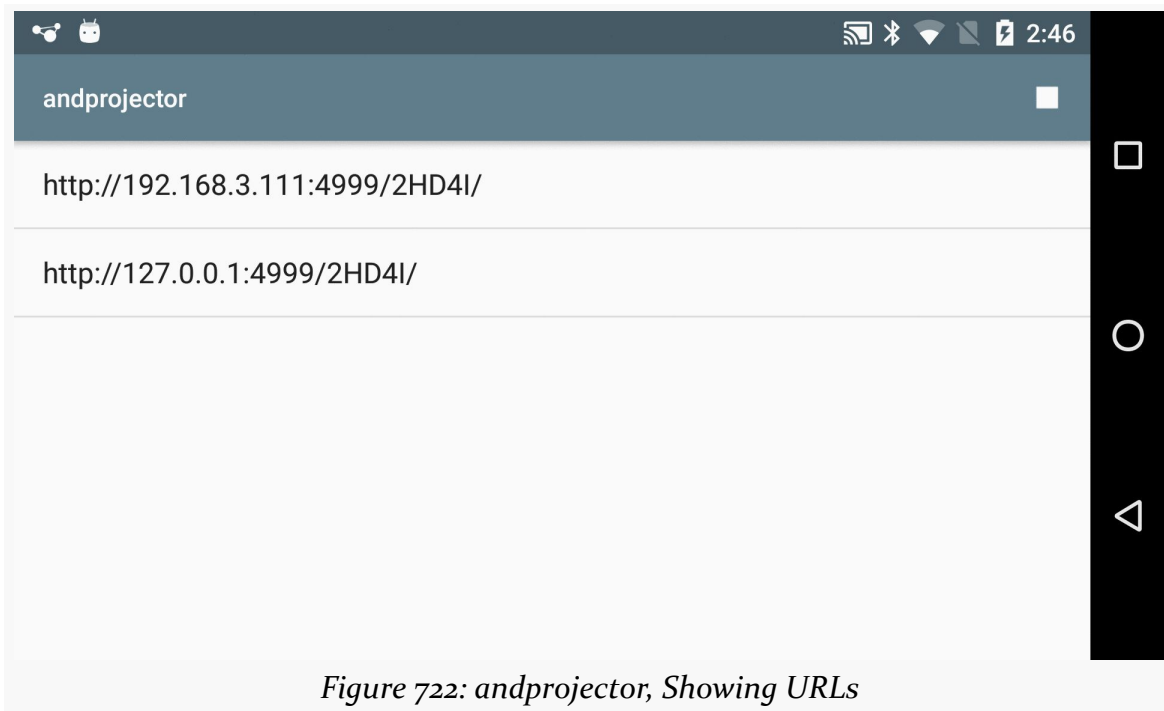 2:46
andprojector
http://192.168.3.111:4999/2HD4I/
http://127.0.0.1:4999/2HD4I/
Figure 722: andprojector, Showing URLs